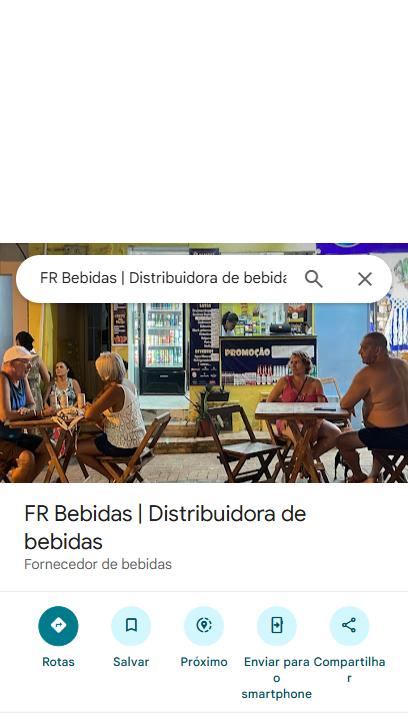 FR Bebidas | Distribuidora de bebida
PROMOÇÃO
FR Bebidas | Distribuidora de
bebidas
Fornecedor de bebidas
Rotas
Salvar
Próximo
Enviar para
o
smartphone
Compartilha
r